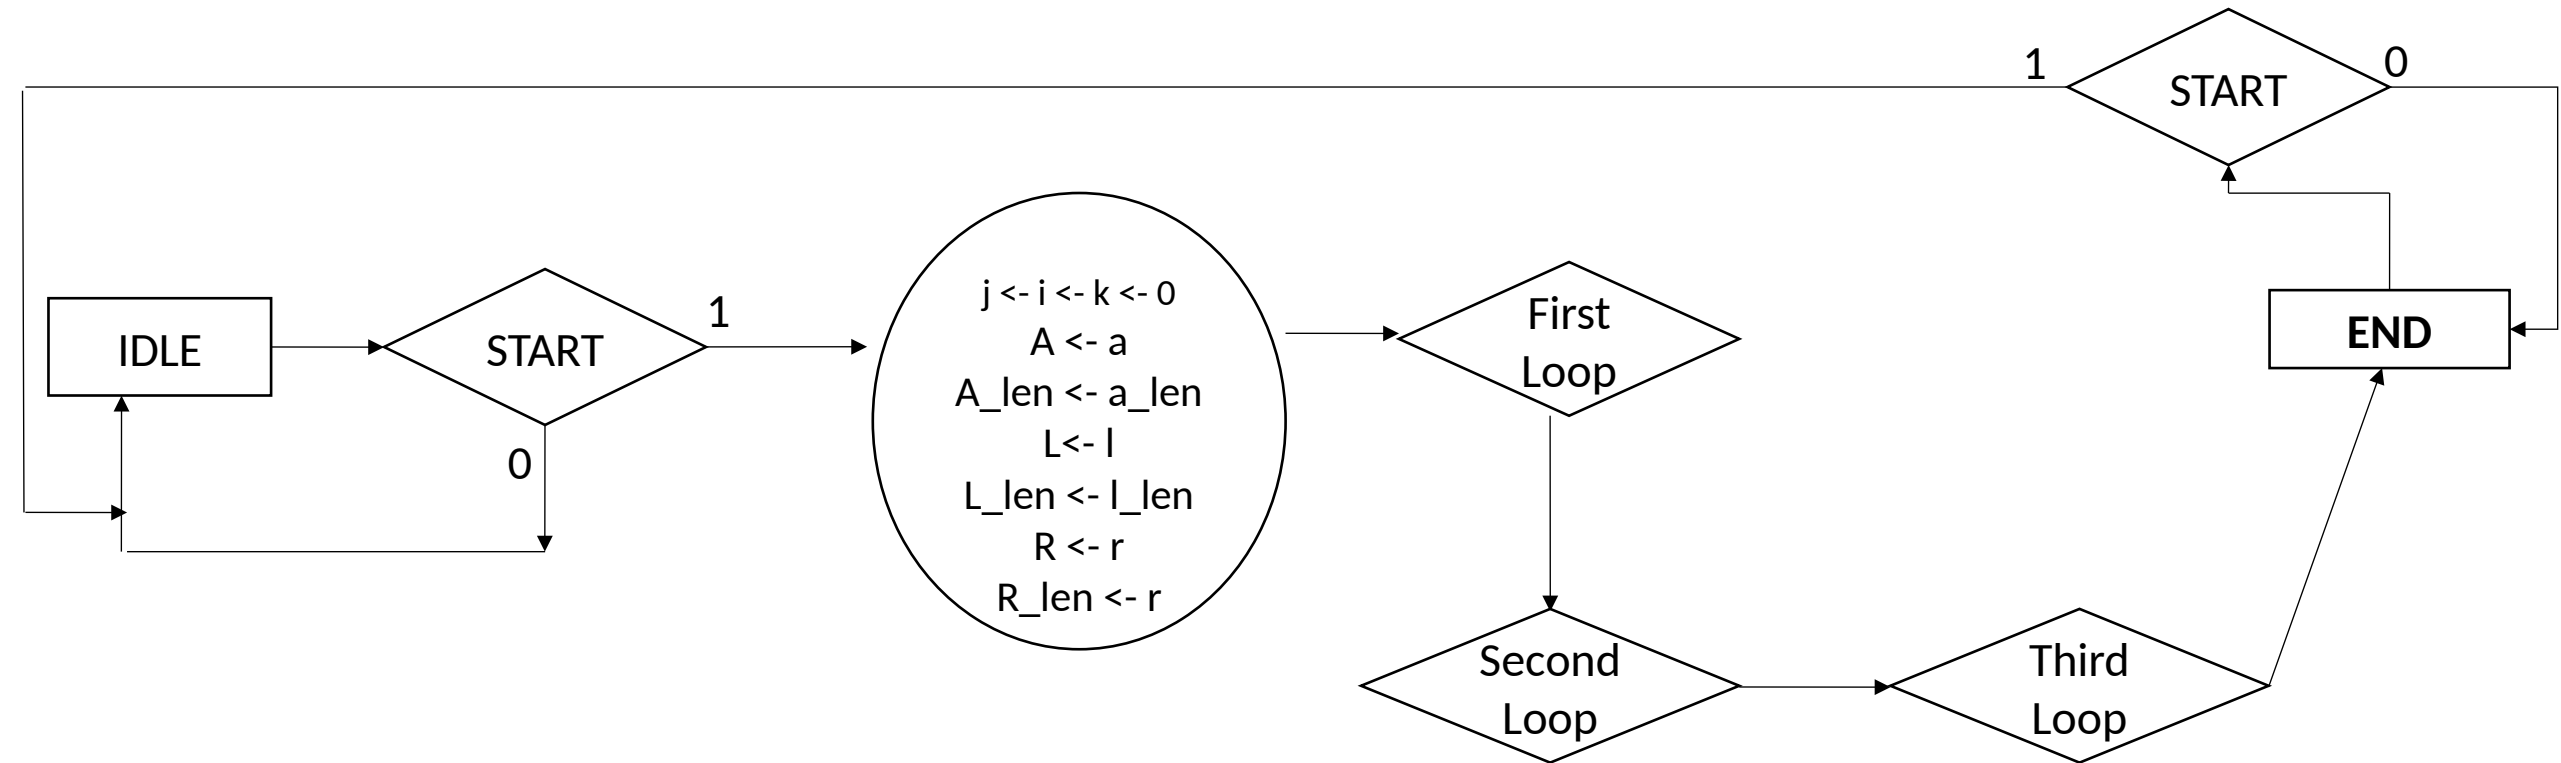 1
START
0
IDLE
START
1
0
j <- i <- k <- 0
A <- a
A_len <- a_len
L<- l
L_len <- l_len
R <- r
R_len <- r
First
Loop
Second
Loop
Third
Loop
END